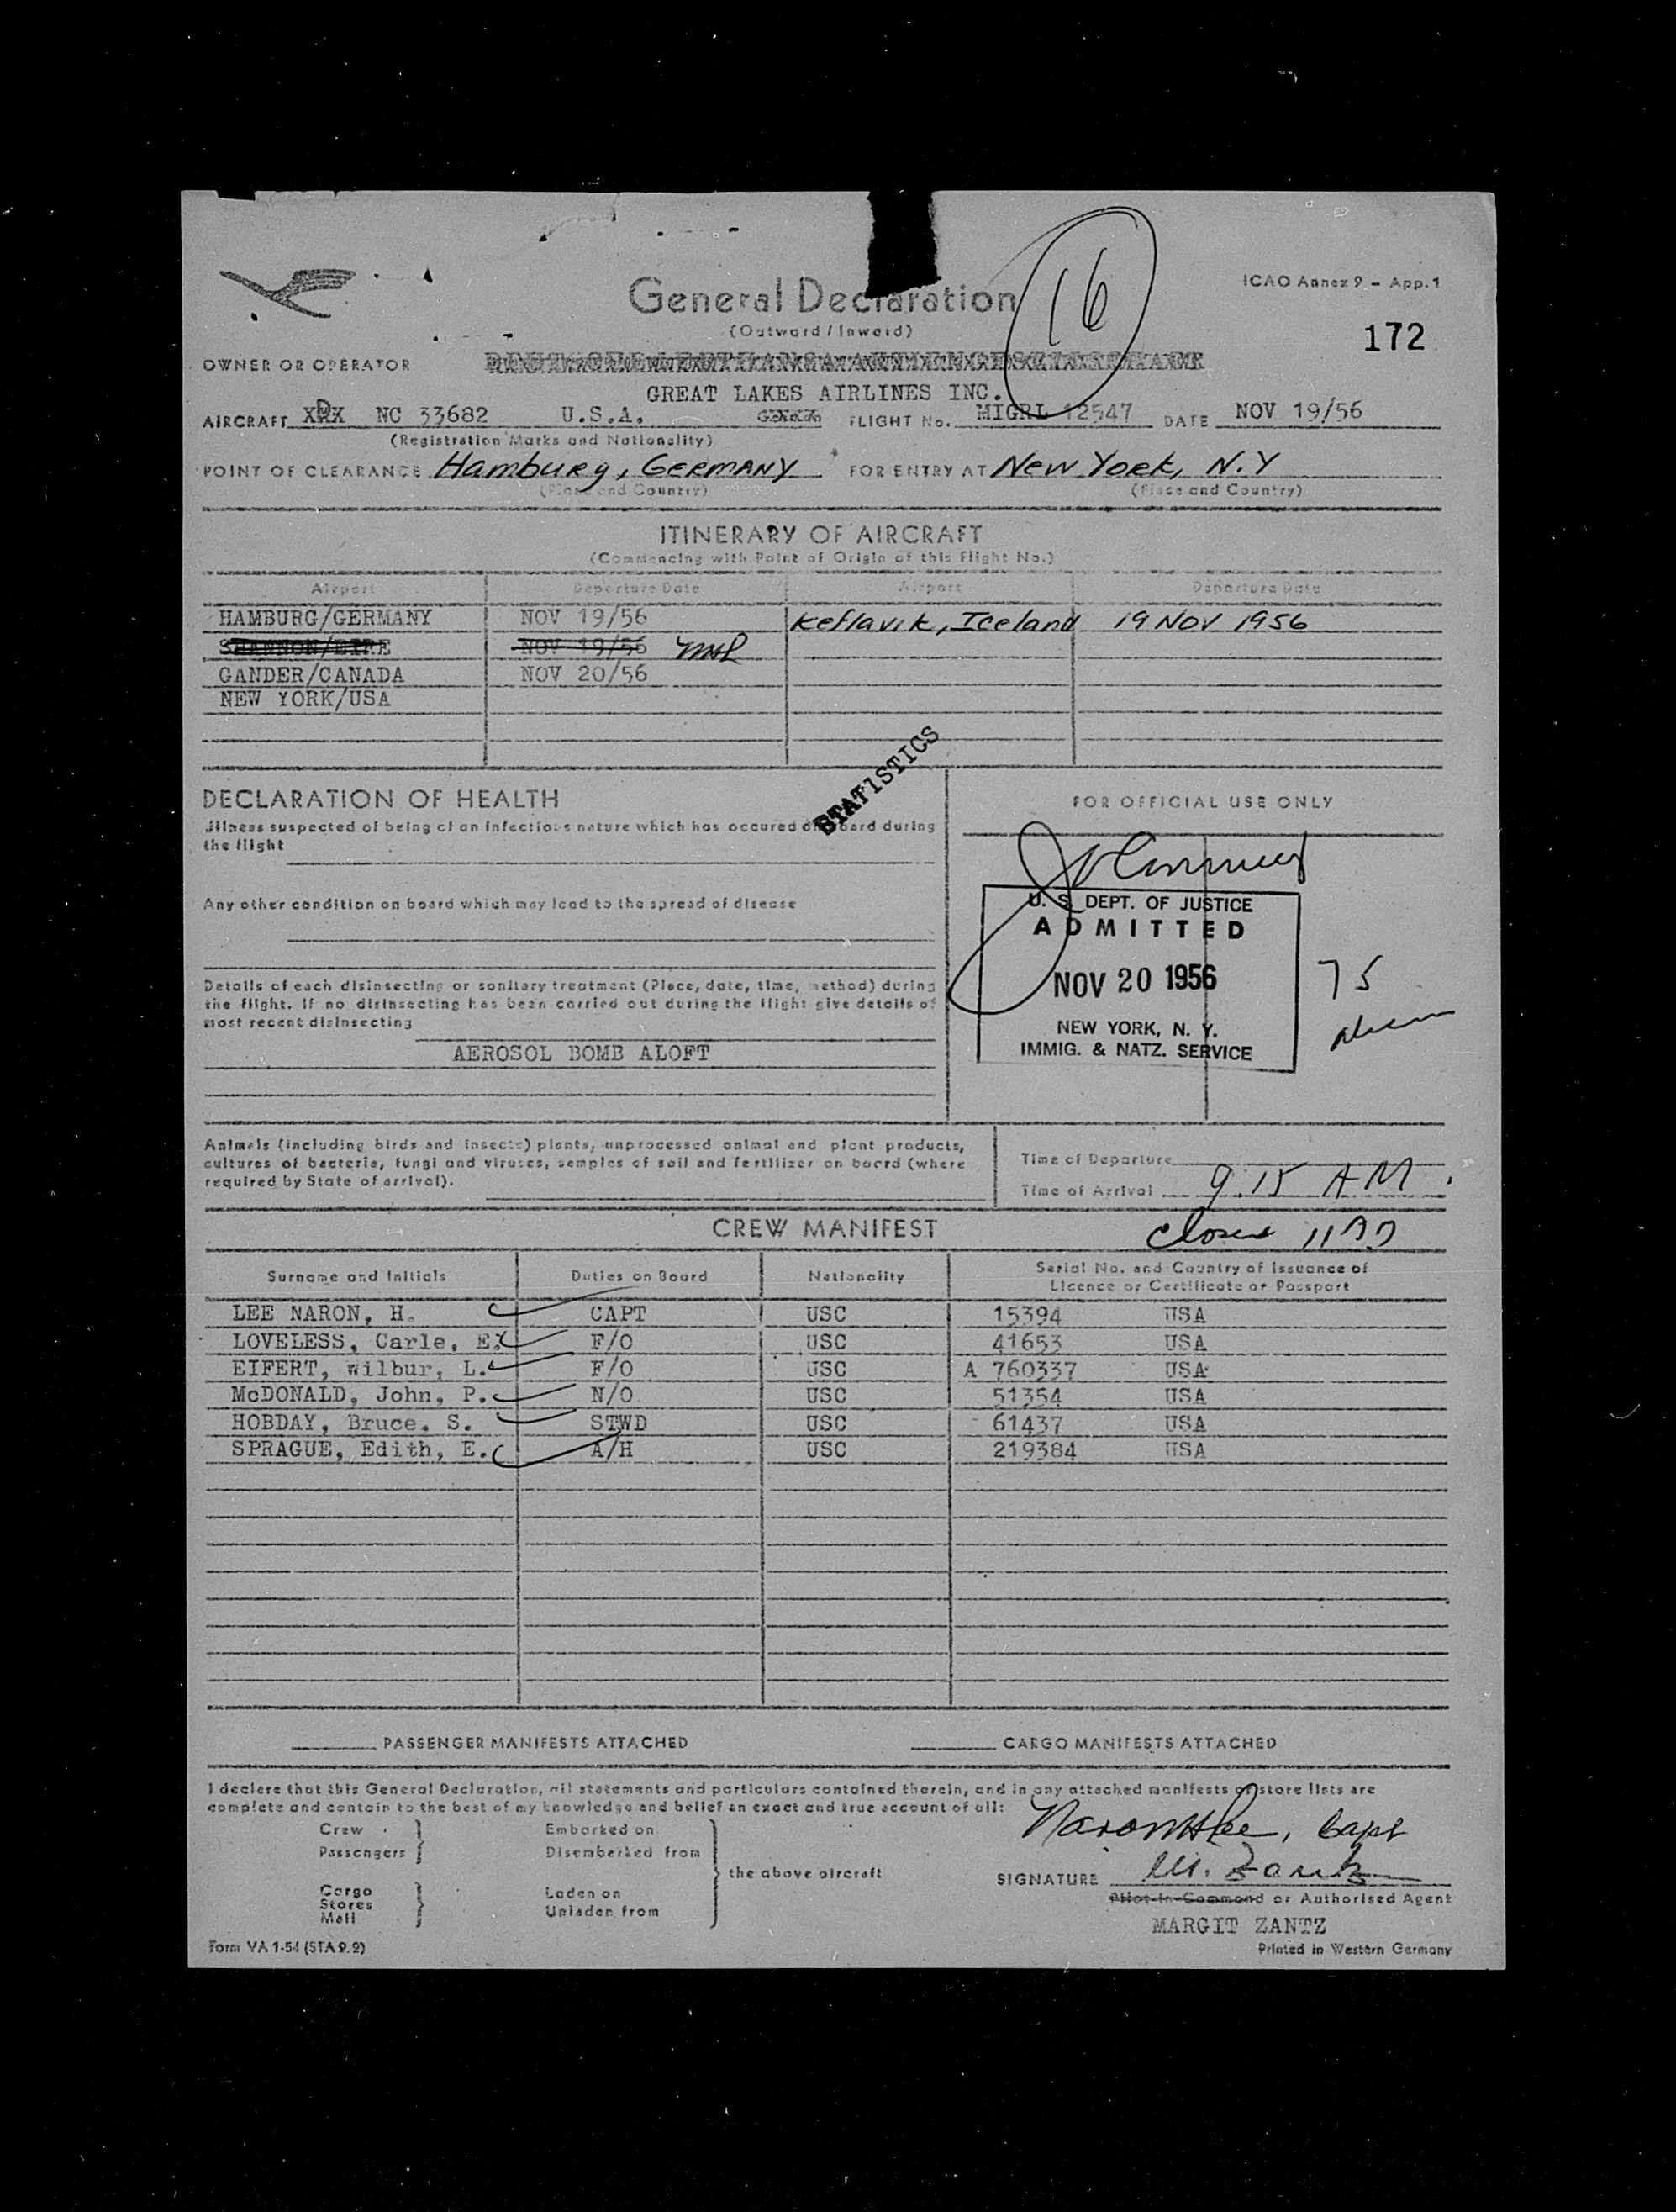 General Declaration
16
ICAO Annex 9 - App. 1
(Outward / Inward)
172
OWNER OR OPERATOR
GREAT LAKES AIRLINES INC.
AIRCRAFT XDX NC 33682 U.S.A. FLIGHT No. MIGRL 12547 DATE NOV 19/56
(Registration Marks and Nationality)
POINT OF CLEARANCE Hamburg, GERMANY FOR ENTRY AT New York, N.Y
(Place and Country) (Place and Country)
ITINERARY OF AIRCRAFT
(Commencing with Point of Origin of this Flight No.)
Airport Departure Date Airport Departure Date
HAMBURG/GERMANY NOV 19/56 Keflavik, Iceland 19 NOV 1956
SHANNON/EIRE NOV 19/56
GANDER/CANADA NOV 20/56
NEW YORK/USA
STATISTICS
DECLARATION OF HEALTH
Illness suspected of being of an infectious nature which has occured on board during
the flight
Any other condition on board which may lead to the spread of disease
Details of each disinsecting or sanitary treatment (Place, date, time, method) during
the flight. If no disinsecting has been carried out during the flight give details of
most recent disinsecting
AEROSOL BOMB ALOFT
FOR OFFICIAL USE ONLY
U. S. DEPT. OF JUSTICE
ADMITTED
NOV 20 1956
NEW YORK, N. Y.
IMMIG. & NATZ. SERVICE
75
Animals (including birds and insects) plants, unprocessed animal and plant products,
cultures of bacteria, fungi and viruses, samples of soil and fertilizer on board (where
required by State of arrival).
Time of Departure
Time of Arrival 9.15 AM.
CREW MANIFEST
Surname and Initials Duties on Board Nationality Serial No. and Country of Issuance of
Licence or Certificate or Passport
LEE NARON, H. CAPT USC 15394 USA
LOVELESS, Carle, E. F/O USC 41653 USA
EIFERT, Wilbur, L. F/O USC A 760337 USA
McDONALD, John, P. N/O USC 51354 USA
HOBDAY, Bruce, S. STWD USC 61437 USA
SPRAGUE, Edith, E. A/H USC 219384 USA
PASSENGER MANIFESTS ATTACHED CARGO MANIFESTS ATTACHED
I declare that this General Declaration, all statements and particulars contained therein, and in any attached manifests or store lists are
complete and contain to the best of my knowledge and belief an exact and true account of all:
Crew
Passengers
Embarked on
Disembarked from
Cargo
Stores
Mail
Laden on
Unladen from
the above aircraft
Naron H Lee, Capt
SIGNATURE M. Zantz
Pilot-in-Command or Authorised Agent
MARGIT ZANTZ
Form VA 1-54 (STA 9.2)
Printed in Western Germany